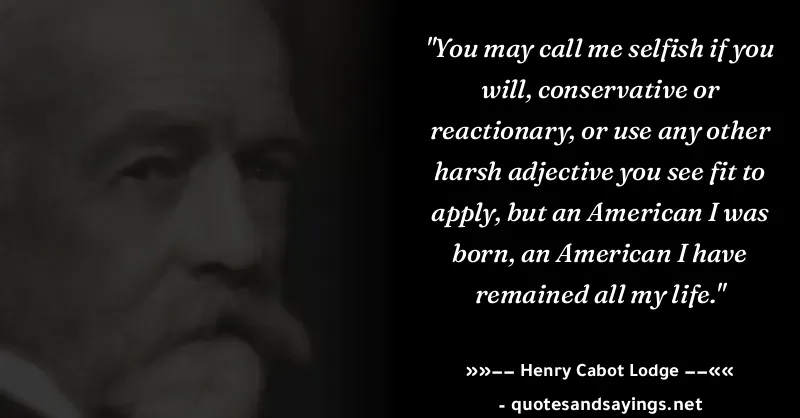 "You may call me selfish if you
will, conservative or
reactionary, or use any other
harsh adjective you see fit to
apply, but an American I was
born, an American I have
remained all my life."
»»−− Henry Cabot Lodge −−««
- quotesandsayings.net